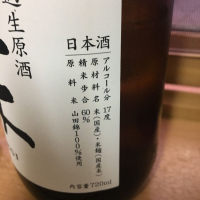 過生原酒
日本酒
アルコール分 17度
原材料名 米(国産)・米麹(国産米)
精米歩合 60%
原料米 山田錦100%使用
内容量720ml